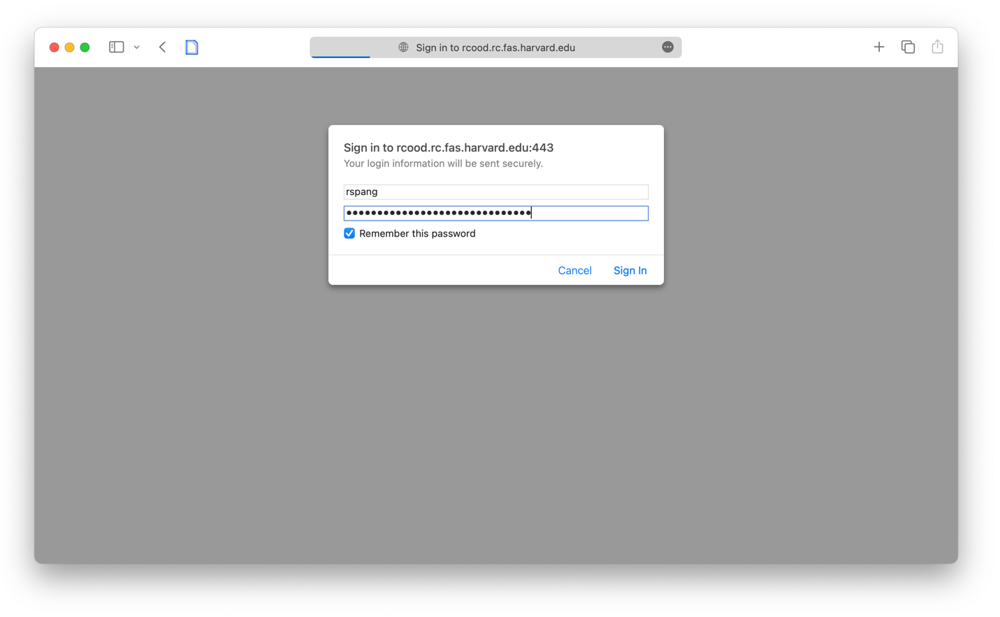 Sign in to rcood.rc.fas.harvard.edu
Sign in to rcood.rc.fas.harvard.edu:443
Your login information will be sent securely.
rspang
••••••••••••••••••••••••••••••
Remember this password
Cancel Sign In